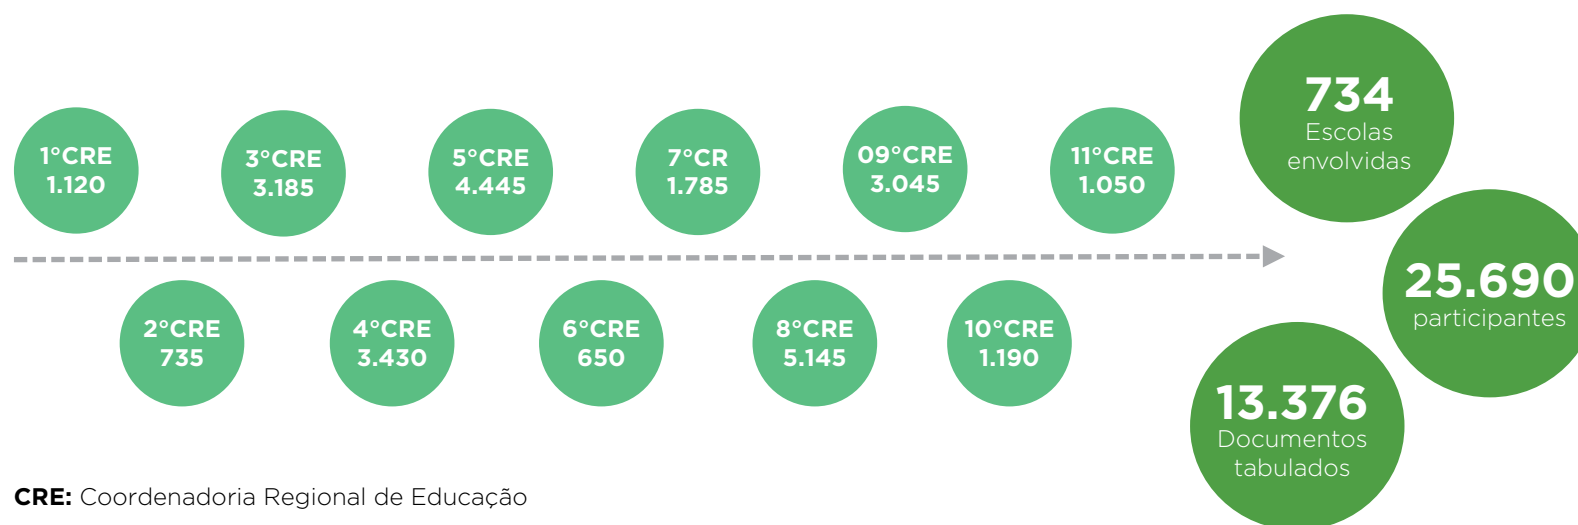 1°CRE
1.120
3°CRE
3.185
5°CRE
4.445
7°CR
1.785
09°CRE
3.045
11°CRE
1.050
2°CRE
735
4°CRE
3.430
6°CRE
650
8°CRE
5.145
10°CRE
1.190
734
Escolas
envolvidas
25.690
participantes
13.376
Documentos
tabulados
CRE: Coordenadoria Regional de Educação